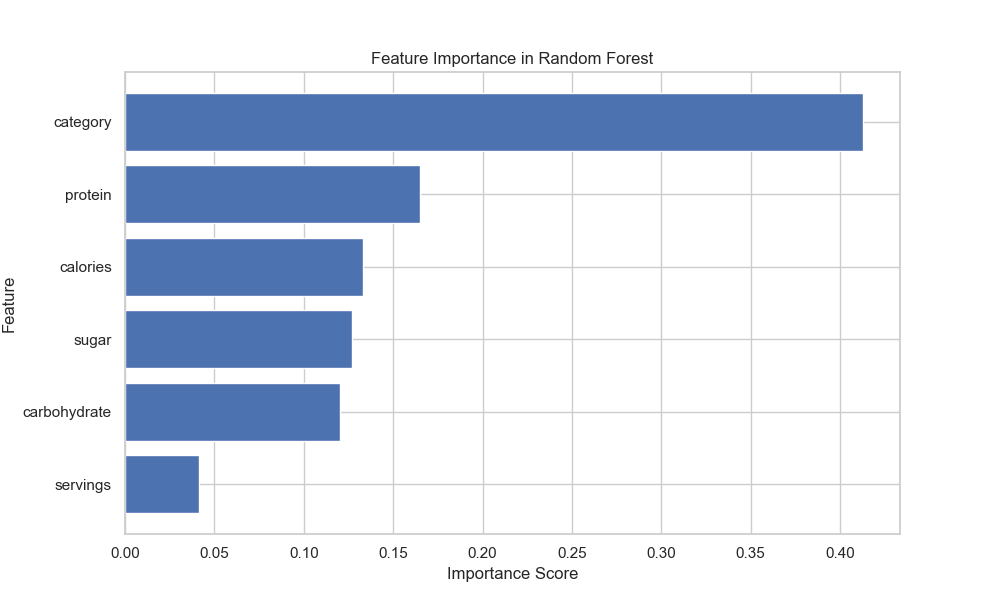 Feature Importance in Random Forest
category
protein
calories
sugar
carbohydrate
servings
Feature
0.00 0.05 0.10 0.15 0.20 0.25 0.30 0.35 0.40
Importance Score